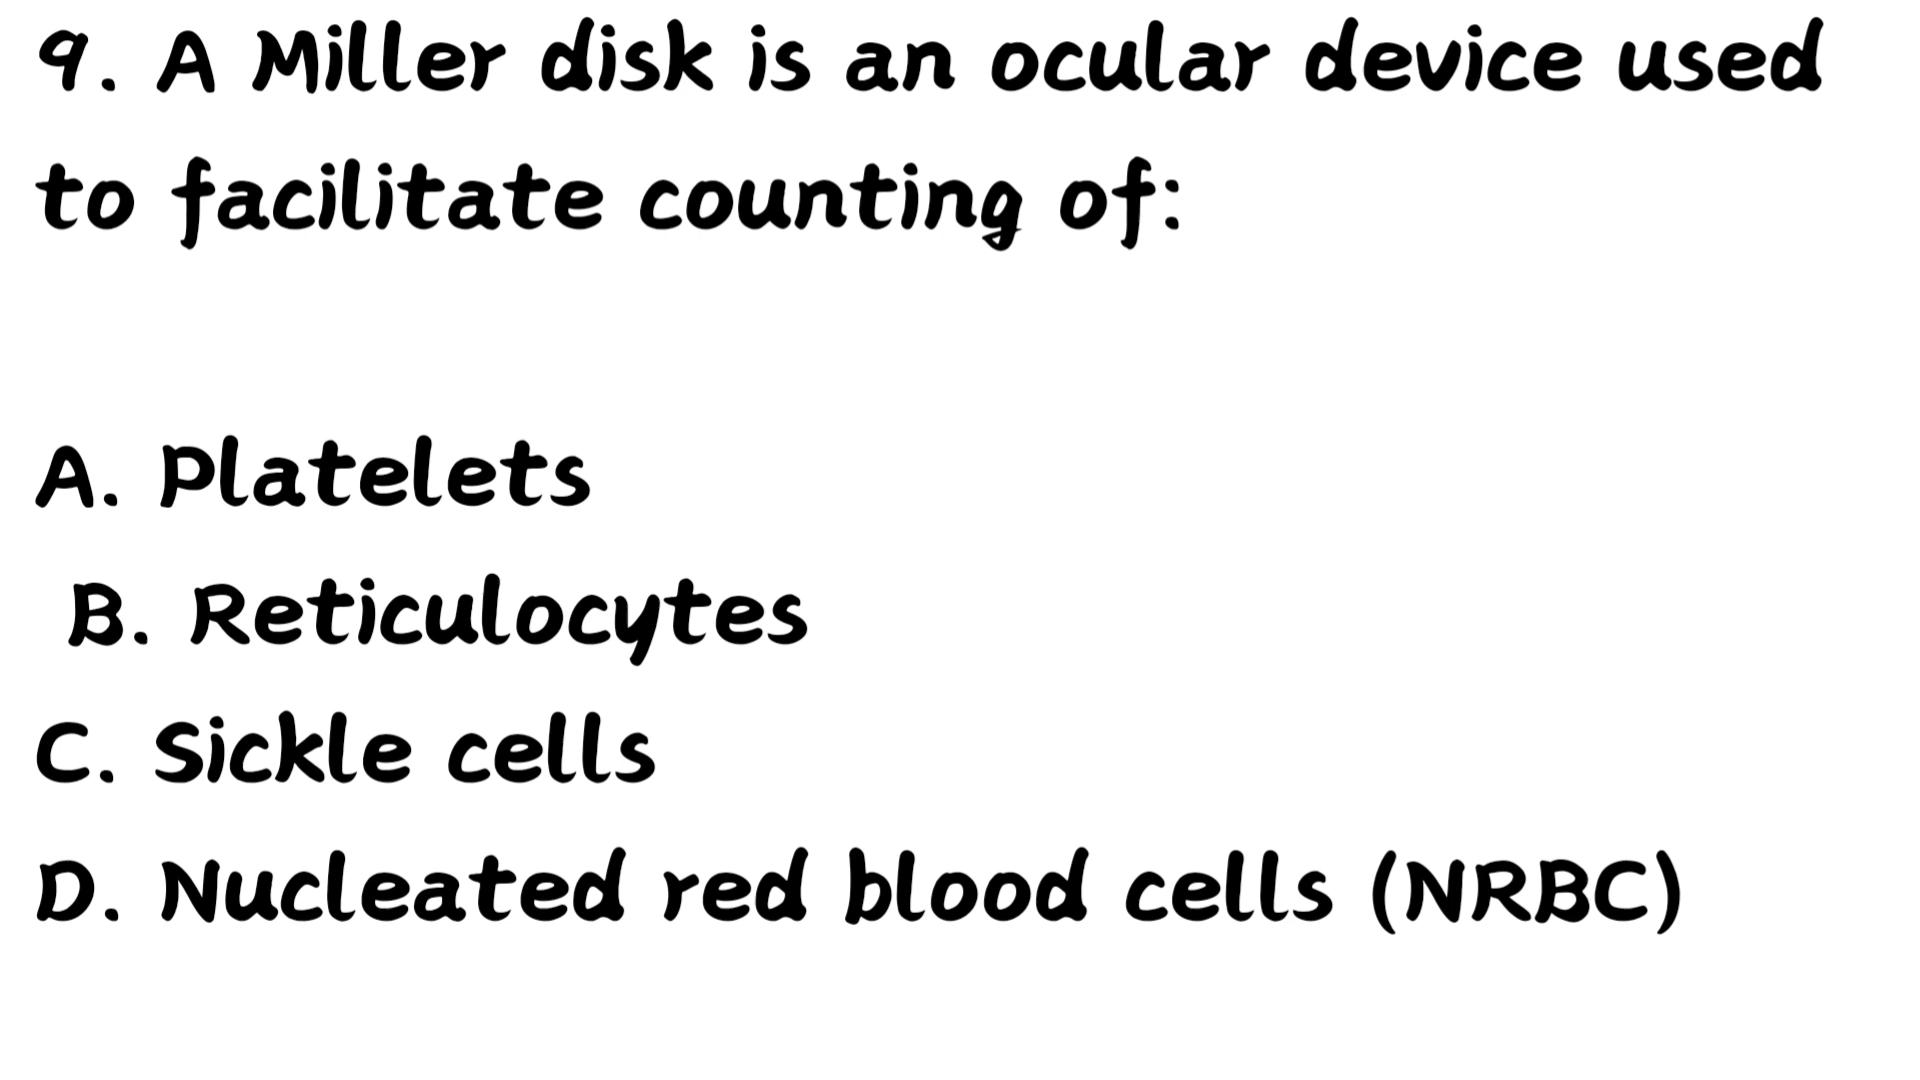 9. A Miller disk is an ocular device used
to facilitate counting of:
A. Platelets
B. Reticulocytes
C. Sickle cells
D. Nucleated red blood cells (NRBC)